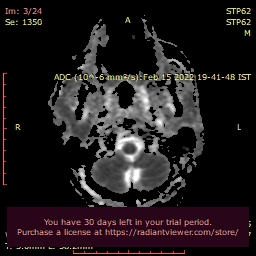 Im: 3/24
Se: 1350
A
STP62
STP62
M
ADC (10^-6 mm²/s): Feb 15 2022 19-41-48 IST
R
L
You have 30 days left in your trial period.
Purchase a license at https://radiantviewer.com/store/